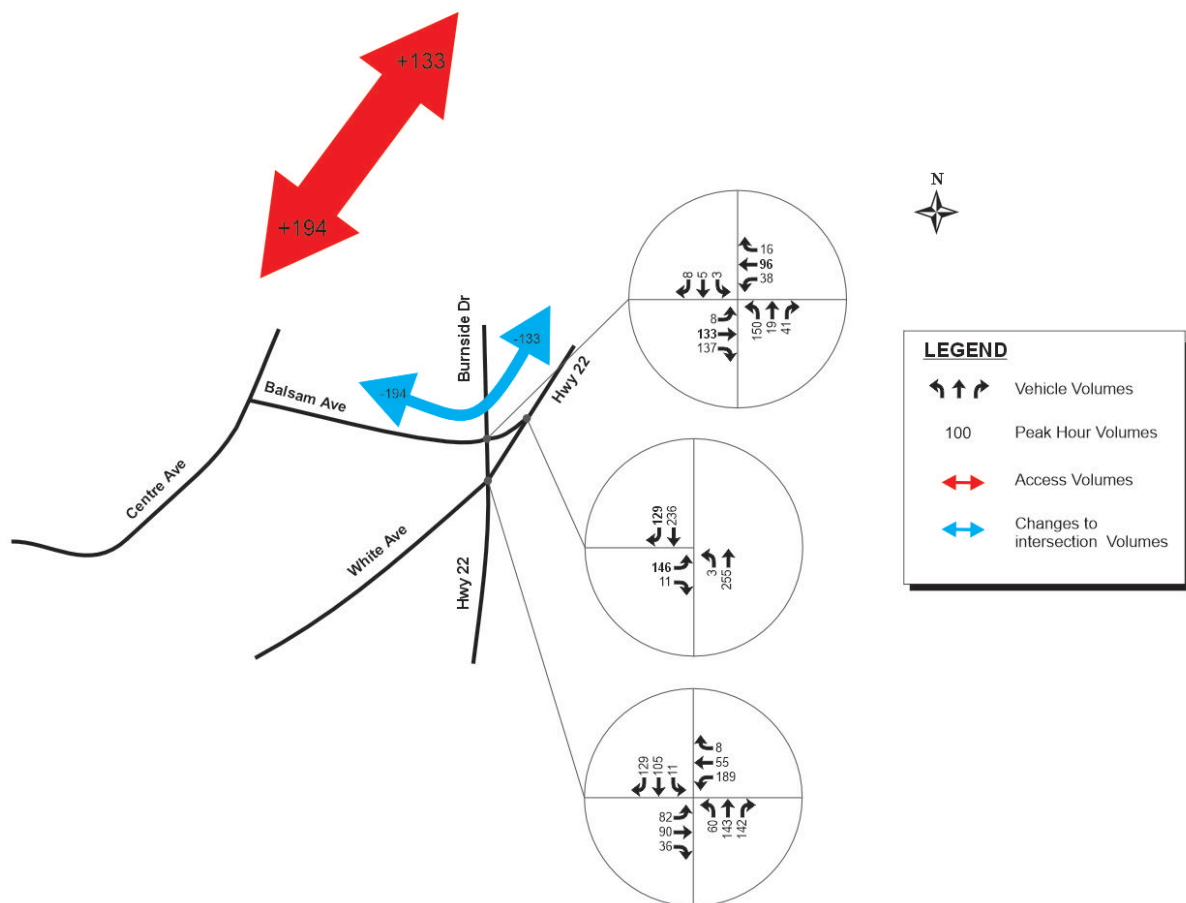 +133
+194
N
Burnside Dr
-133
Hwy 22
-194
Balsam Ave
Centre Ave
White Ave
Hwy 22
16
96
38
8
5
3
8
133
137
150
19
41
129
236
146
11
3
255
8
55
189
129
105
11
82
90
36
60
143
142
LEGEND
Vehicle Volumes
100 Peak Hour Volumes
Access Volumes
Changes to
intersection Volumes